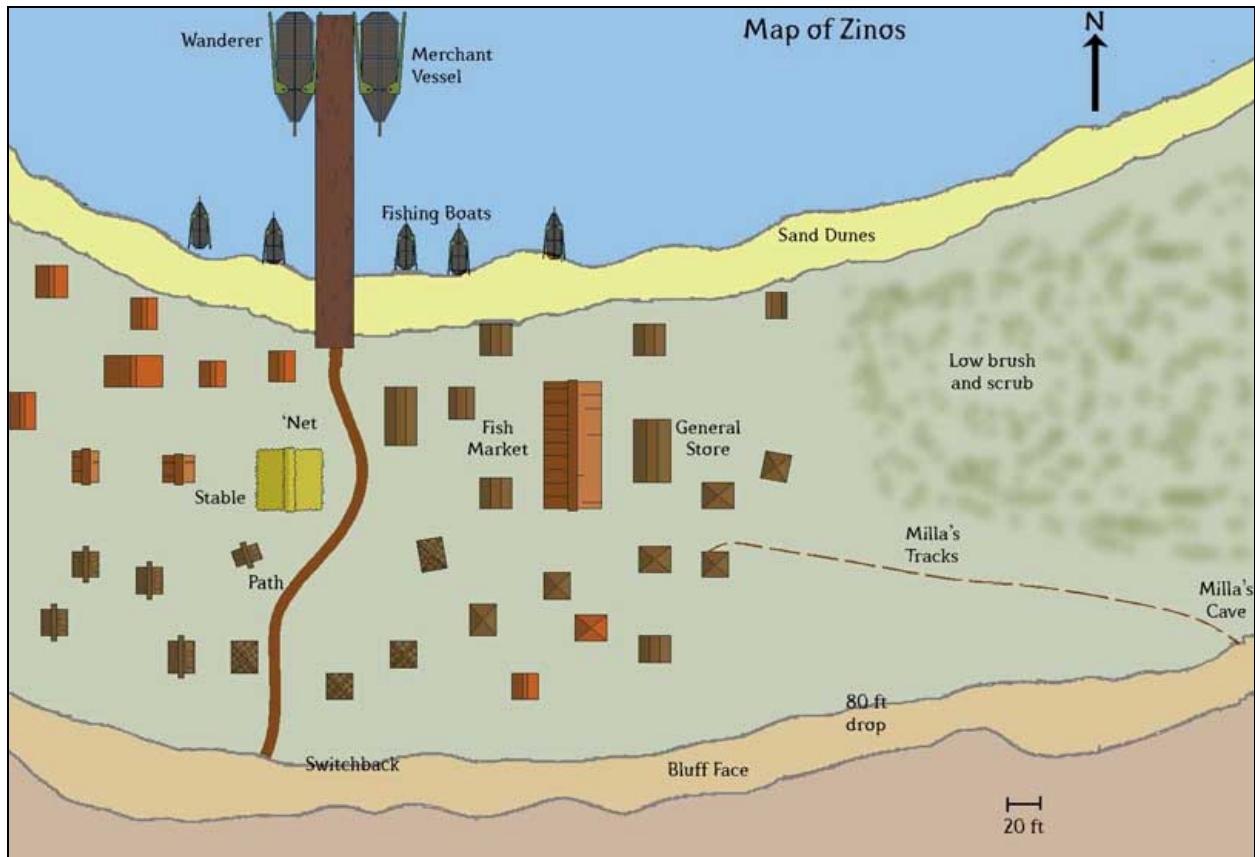 Map of Zinos
N
Wanderer
Merchant
Vessel
Fishing Boats
Sand Dunes
Low brush
and scrub
'Net
Fish
Market
General
Store
Stable
Milla's
Tracks
Path
Milla's
Cave
80 ft
drop
Switchback
Bluff Face
20 ft